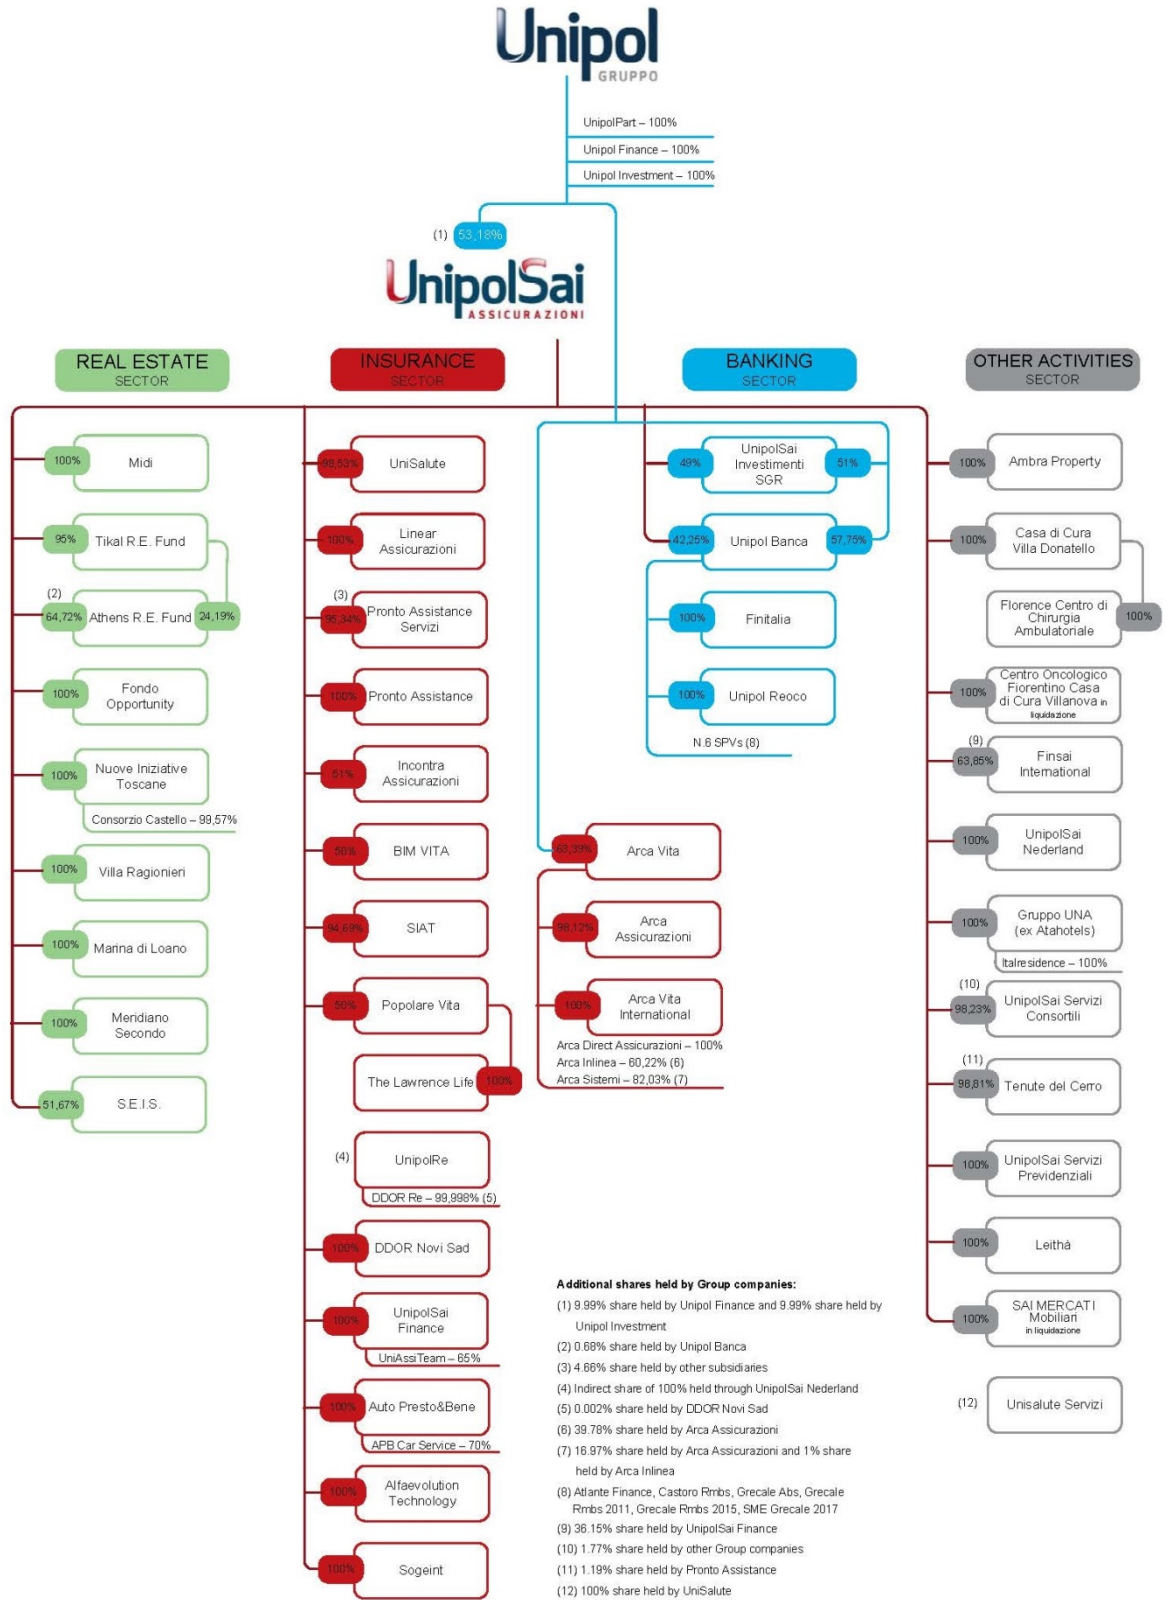 Unipol
GRUPPO
UnipolPart – 100%
Unipol Finance – 100%
Unipol Investment – 100%
(1) 53,18%
UnipolSai
ASSICURAZIONI
REAL ESTATE
SECTOR
100%
Midi
95%
Tikal R.E. Fund
(2)
64,72%
Athens R.E. Fund
24,19%
100%
Fondo
Opportunity
100%
Nuove Iniziative
Toscane
Consorzio Castello – 99,57%
100%
Villa Ragionieri
100%
Marina di Loano
100%
Meridiano
Secondo
51,67%
S.E.I.S.
INSURANCE
SECTOR
98,53%
UniSalute
100%
Linear
Assicurazioni
(3)
95,34%
Pronto Assistance
Servizi
100%
Pronto Assistance
51%
Incontra
Assicurazioni
50%
BIM VITA
94,69%
SIAT
50%
Popolare Vita
The Lawrence Life
100%
(4)
UnipolRe
DDOR Re – 99,998% (5)
100%
DDOR Novi Sad
100%
UnipolSai
Finance
UniAssiTeam – 65%
100%
Auto Presto&Bene
APB Car Service – 70%
100%
Alfaevolution
Technology
100%
Sogeint
BANKING
SECTOR
49%
UnipolSai
Investimenti
SGR
51%
42,25%
Unipol Banca
57,75%
100%
Finitalia
100%
Unipol Reoco
N.6 SPVs (8)
63,39%
Arca Vita
98,12%
Arca
Assicurazioni
100%
Arca Vita
International
Arca Direct Assicurazioni – 100%
Arca Inlinea – 60,22% (6)
Arca Sistemi – 82,03% (7)
OTHER ACTIVITIES
SECTOR
100%
Ambra Property
100%
Casa di Cura
Villa Donatello
Florence Centro di
Chirurgia
Ambulatoriale
100%
100%
Centro Oncologico
Fiorentino Casa
di Cura Villanova in
liquidazione
(9)
63,85%
Finsai
International
100%
UnipolSai
Nederland
100%
Gruppo UNA
(ex Atahotels)
Italresidence – 100%
(10)
98,23%
UnipolSai Servizi
Consortili
(11)
98,81%
Tenute del Cerro
100%
UnipolSai Servizi
Previdenziali
100%
Leithà
100%
SAI MERCATI
Mobiliari
in liquidazione
(12)
Unisalute Servizi
Additional shares held by Group companies:
(1) 9.99% share held by Unipol Finance and 9.99% share held by
Unipol Investment
(2) 0.68% share held by Unipol Banca
(3) 4.66% share held by other subsidiaries
(4) Indirect share of 100% held through UnipolSai Nederland
(5) 0.002% share held by DDOR Novi Sad
(6) 39.78% share held by Arca Assicurazioni
(7) 16.97% share held by Arca Assicurazioni and 1% share
held by Arca Inlinea
(8) Atlante Finance, Castoro Rmbs, Grecale Abs, Grecale
Rmbs 2011, Grecale Rmbs 2015, SME Grecale 2017
(9) 36.15% share held by UnipolSai Finance
(10) 1.77% share held by other Group companies
(11) 1.19% share held by Pronto Assistance
(12) 100% share held by UniSalute